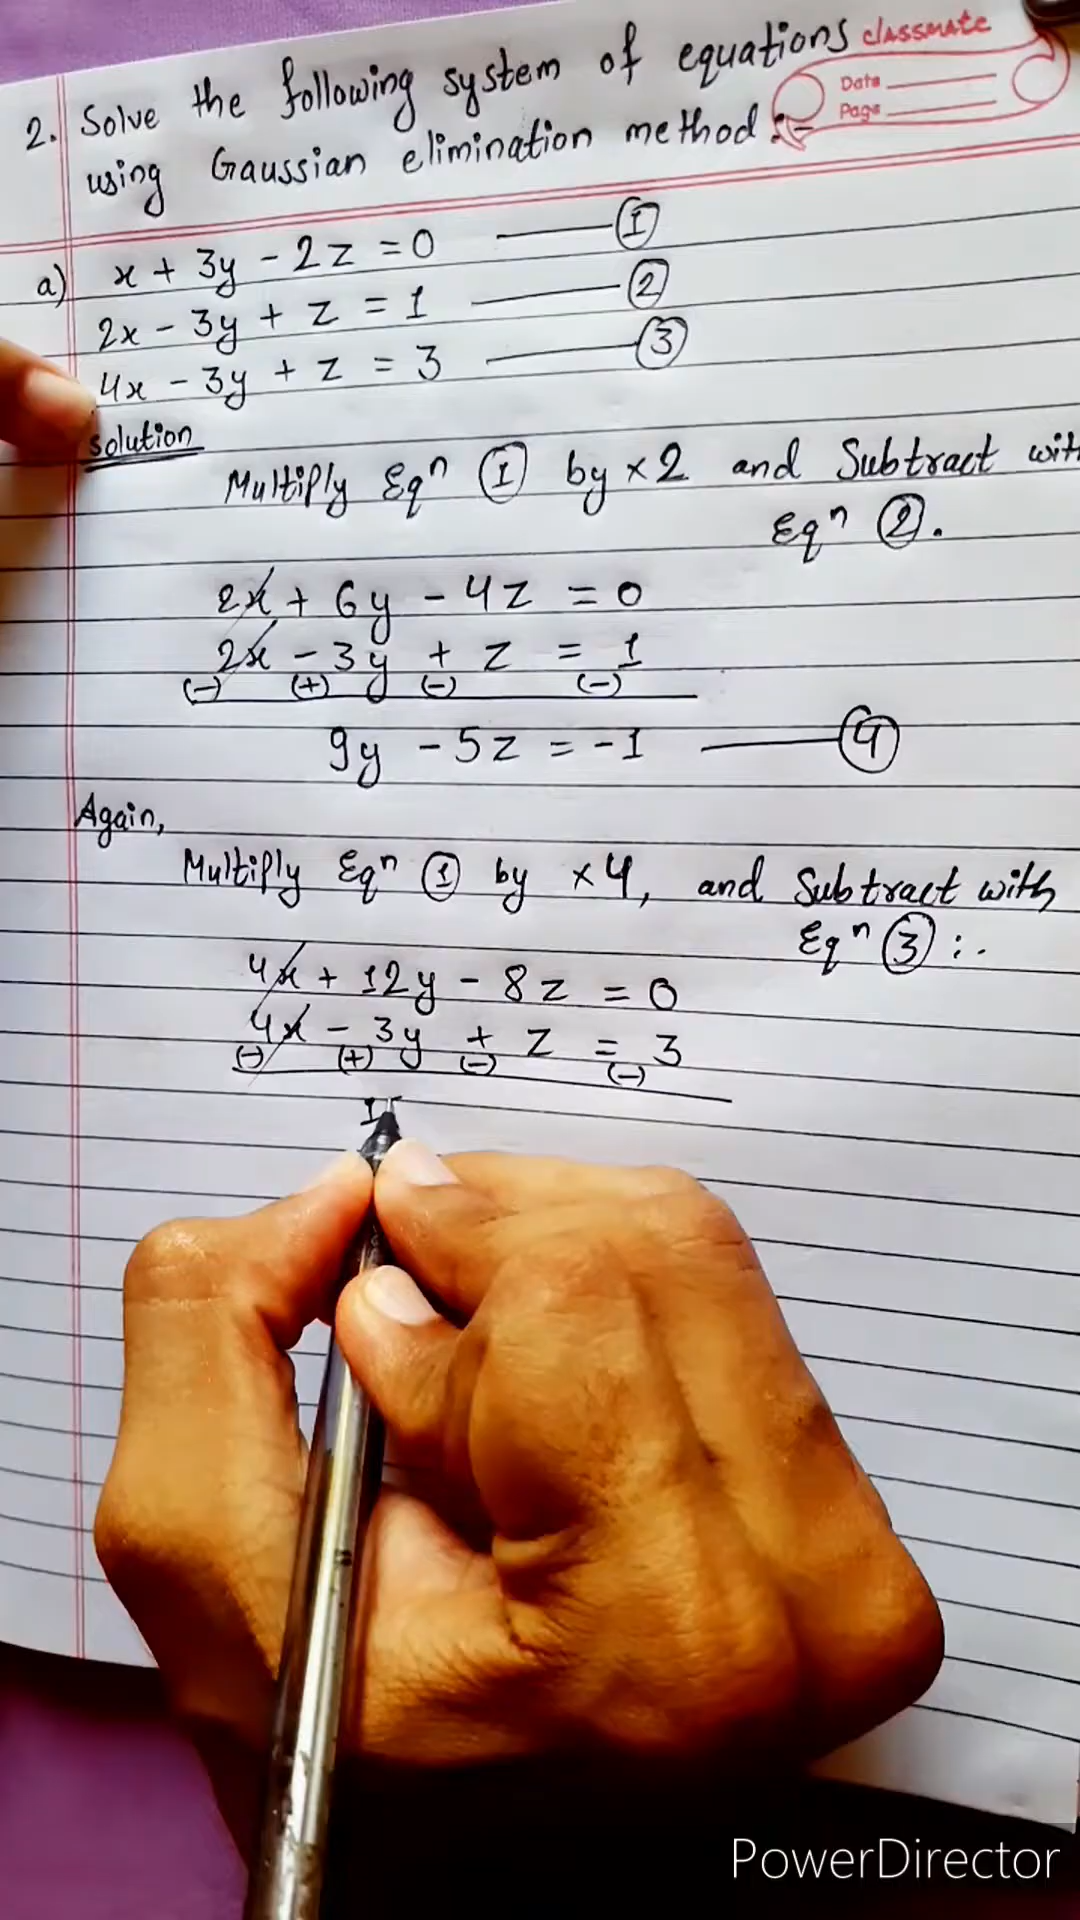 classmate
Date
Page
2. Solve the following system of equations
using Gaussian elimination method :-
a) x + 3y - 2z = 0 ——— ①
2x - 3y + z = 1 ——— ②
4x - 3y + z = 3 ——— ③
solution
Multiply Eqⁿ ① by ×2 and Subtract with
Eqⁿ ②.
2x + 6y - 4z = 0
2x - 3y + z = 1
(-) (+) (-) (-)
9y - 5z = -1 ——— ④
Again,
Multiply Eqⁿ ① by ×4, and Subtract with
Eqⁿ ③ :.
4x + 12y - 8z = 0
4x - 3y + z = 3
(-) (+) (-) (-)
PowerDirector